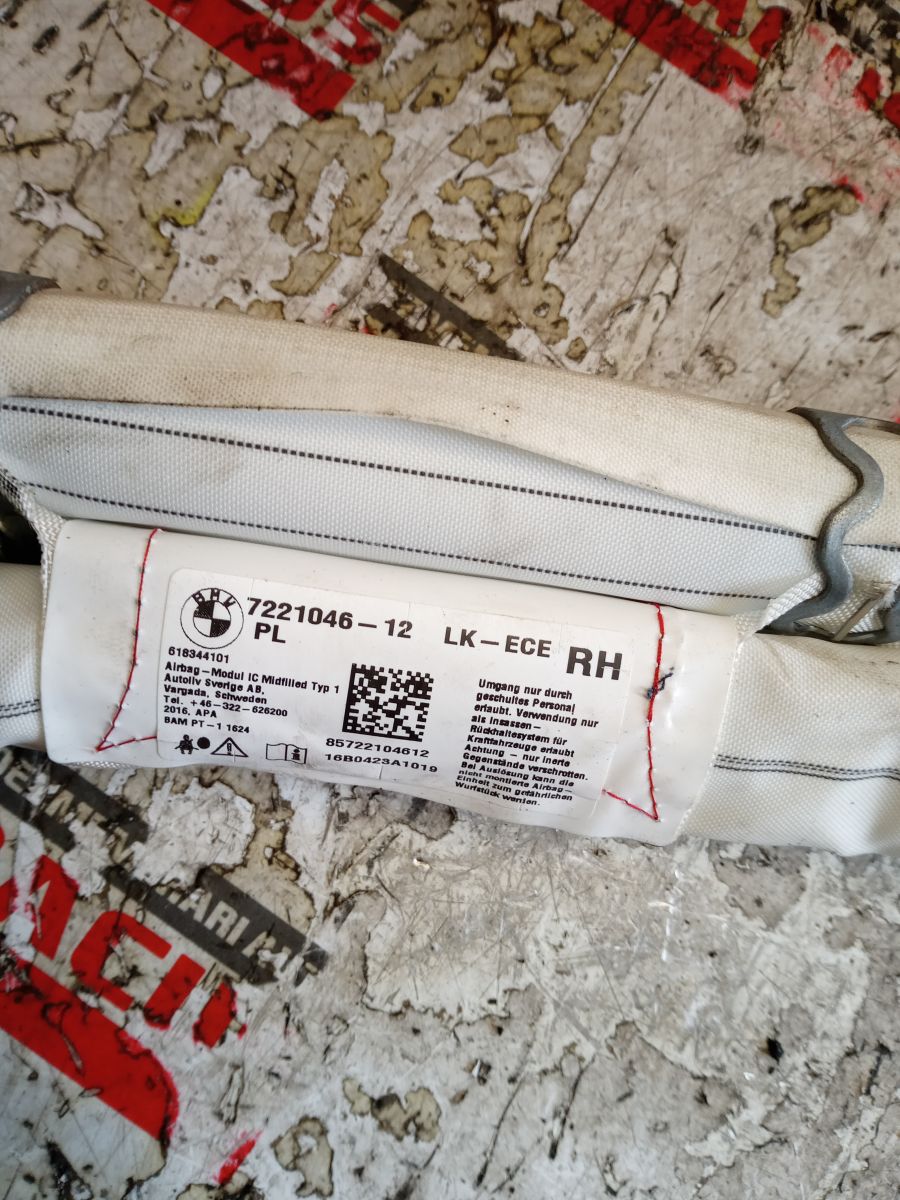 BMW
7221046-12 LK-ECE RH
PL
618344101
Airbag-Modul IC Midfilled Typ 1
Autoliv Sverige AB,
Vargada, Schweden
Tel. +46-322-626200
2016, APA
BAM PT-1 1624
85722104612
16B0423A1019
Umgang nur durch
geschultes Personal
erlaubt. Verwendung nur
als Insassen-
Rückhaltesystem für
Kraftfahrzeuge erlaubt
Achtung - nur inerte
Gegenstände verschrotten.
Bei Auslösung kann die
nicht montierte Airbag-
Einheit zum gefährlichen
Wurfstück werden.